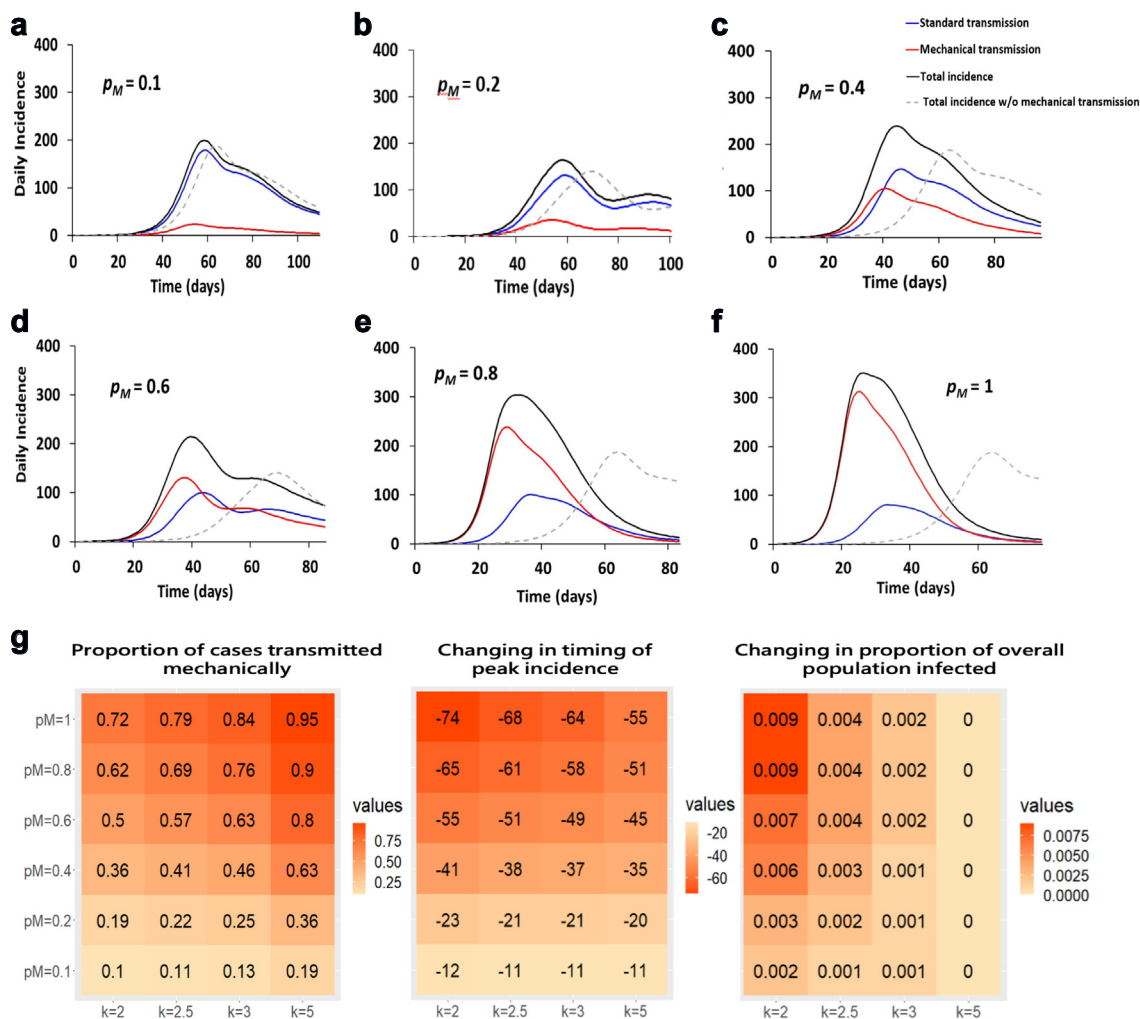 a
b
c
Standard transmission
Mechanical transmission
Total incidence
Total incidence w/o mechanical transmission
Daily Incidence
400
300
200
100
0
pM = 0.1
0 20 40 60 80 100
Time (days)
400
300
200
100
0
pM = 0.2
0 20 40 60 80 100
Time (days)
400
300
200
100
0
pM = 0.4
0 20 40 60 80
Time (days)
d
e
f
Daily Incidence
400
300
200
100
0
pM = 0.6
0 20 40 60 80
Time (days)
400
300
200
100
0
pM = 0.8
0 20 40 60 80
Time (days)
400
300
200
100
0
pM = 1
0 20 40 60
Time (days)
g
Proportion of cases transmitted
mechanically
pM=1 0.72 0.79 0.84 0.95
pM=0.8 0.62 0.69 0.76 0.9
pM=0.6 0.5 0.57 0.63 0.8
pM=0.4 0.36 0.41 0.46 0.63
pM=0.2 0.19 0.22 0.25 0.36
pM=0.1 0.1 0.11 0.13 0.19
k=2 k=2.5 k=3 k=5
values
0.75
0.50
0.25
Changing in timing of
peak incidence
-74 -68 -64 -55
-65 -61 -58 -51
-55 -51 -49 -45
-41 -38 -37 -35
-23 -21 -21 -20
-12 -11 -11 -11
k=2 k=2.5 k=3 k=5
values
-20
-40
-60
Changing in proportion of overall
population infected
0.009 0.004 0.002 0
0.009 0.004 0.002 0
0.007 0.004 0.002 0
0.006 0.003 0.001 0
0.003 0.002 0.001 0
0.002 0.001 0.001 0
k=2 k=2.5 k=3 k=5
values
0.0075
0.0050
0.0025
0.0000